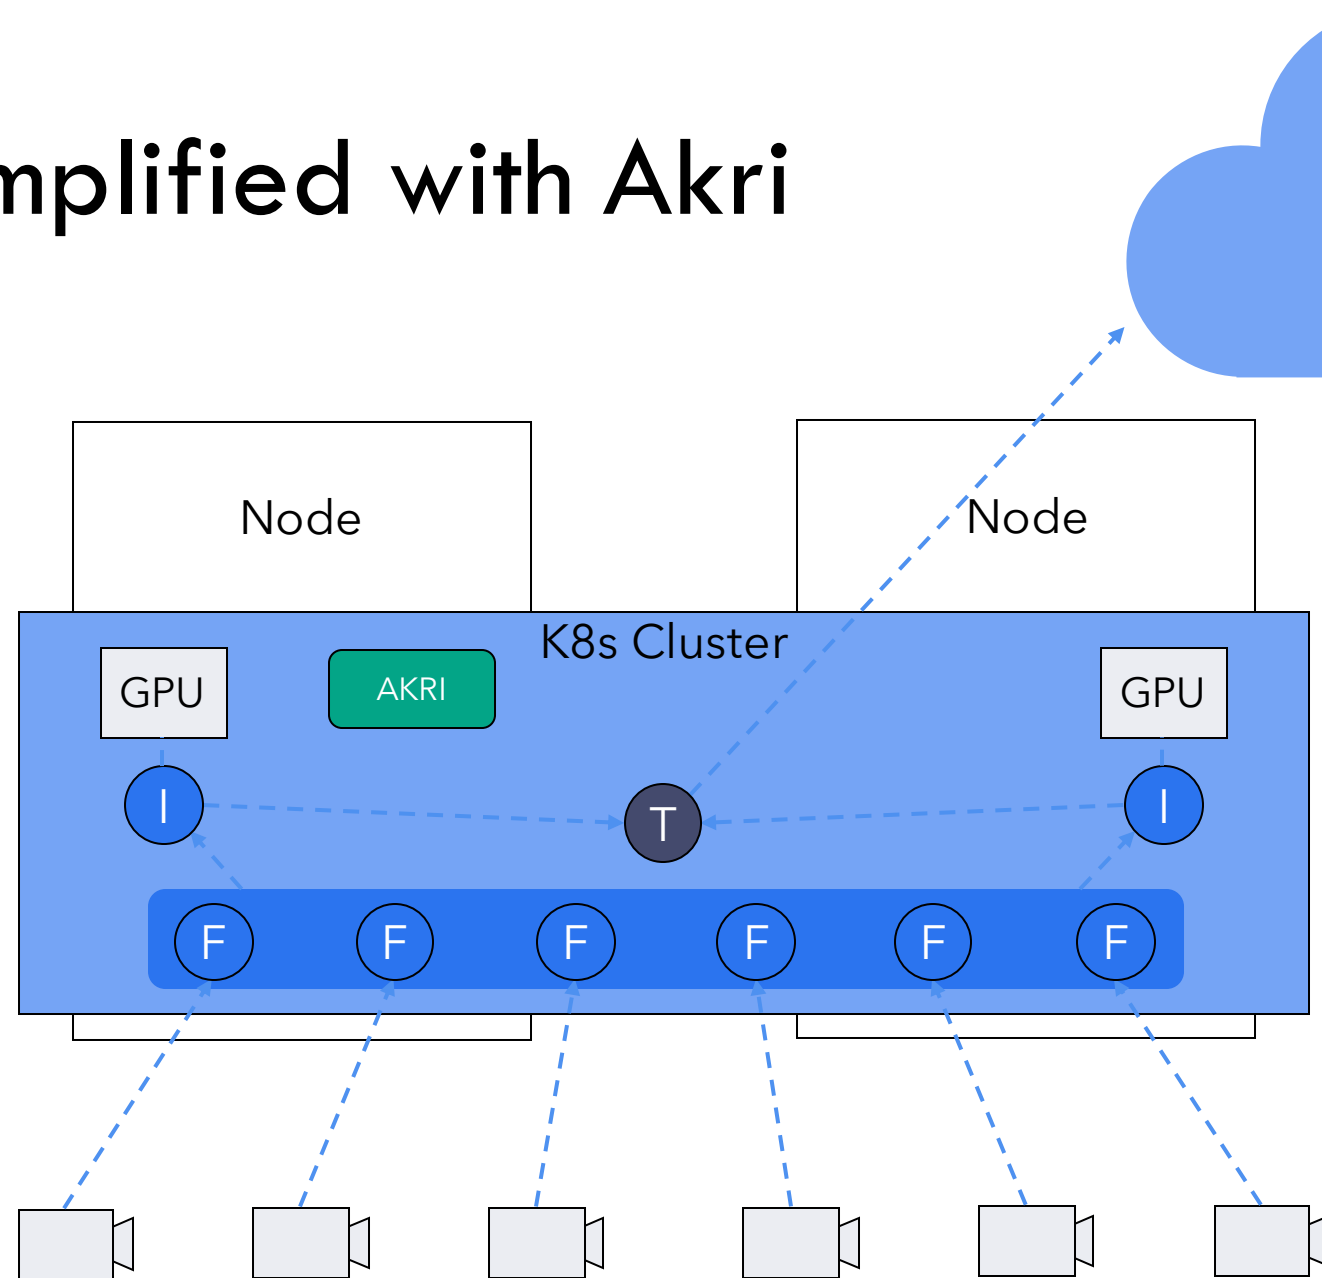 mplified with Akri
Node
Node
K8s Cluster
GPU
AKRI
GPU
I
T
I
F
F
F
F
F
F